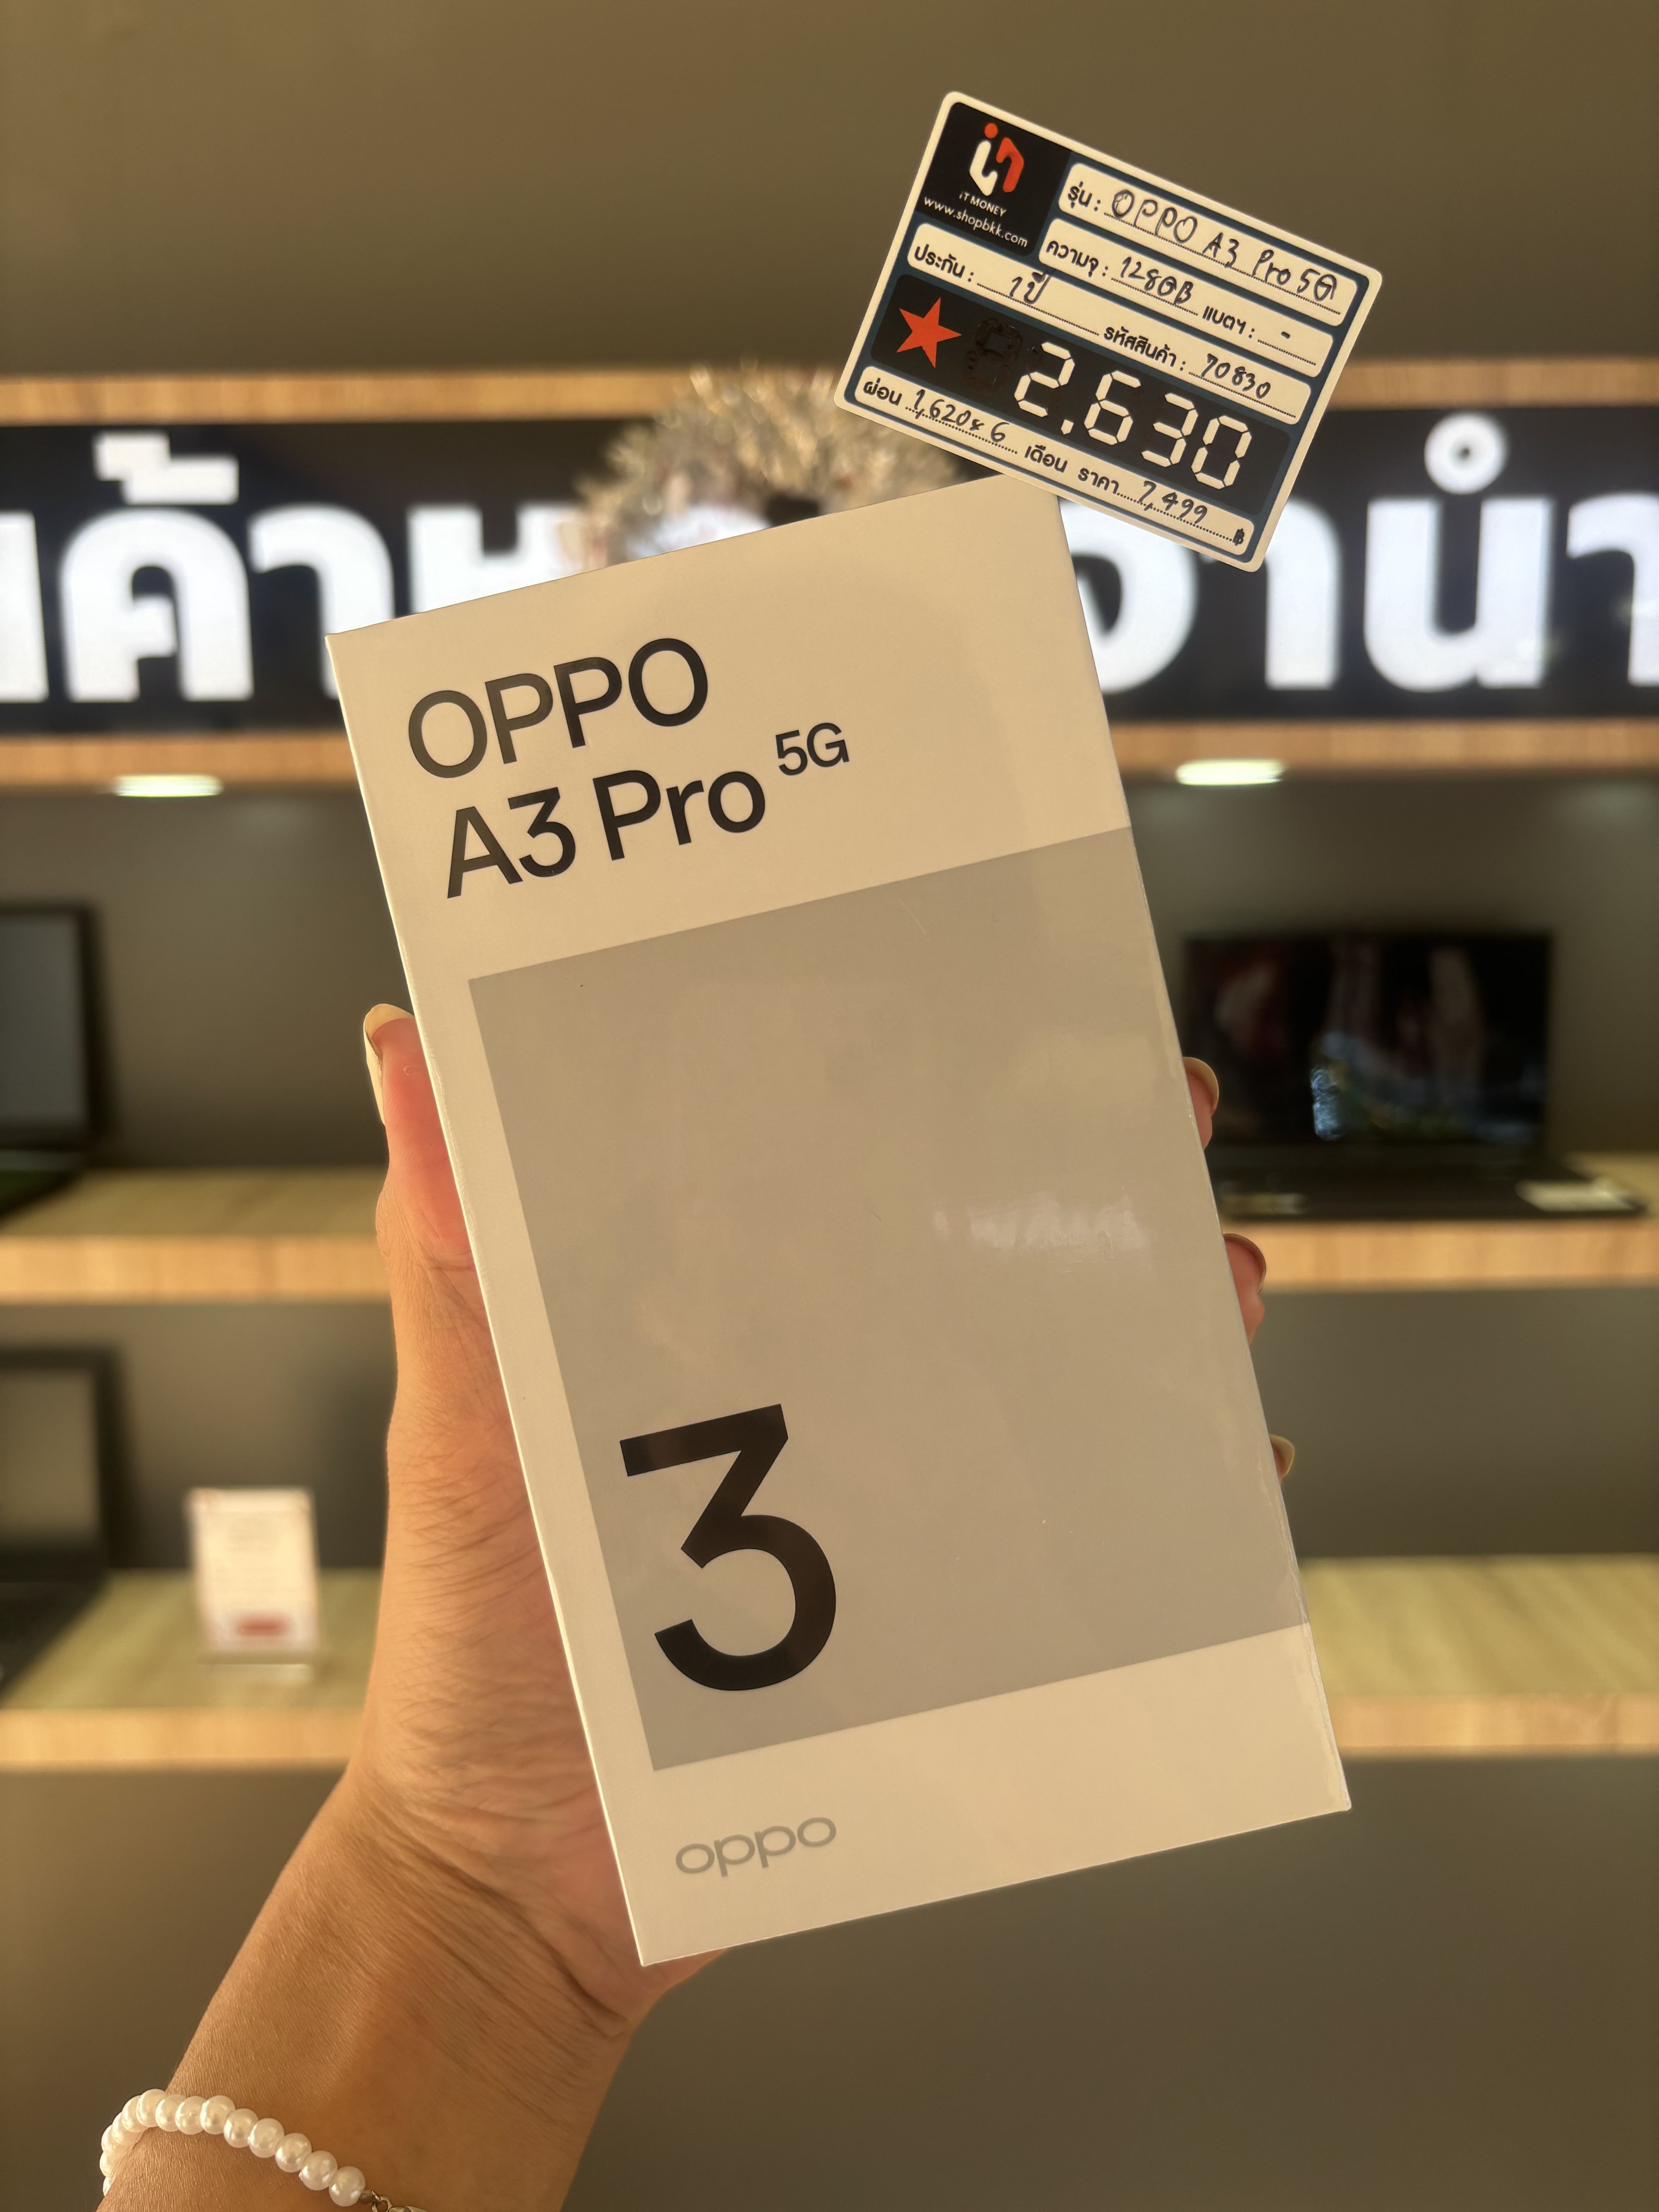 iT MONEY
www.shopbkk.com
รุ่น : OPPO A3 Pro 5G
ความจุ : 128GB แบตฯ : -
ประกัน : 1 ปี รหัสสินค้า : 70830
2,630
ผ่อน 1,620 x 6 เดือน ราคา 7,499 ฿
OPPO
A3 Pro 5G
3
oppo